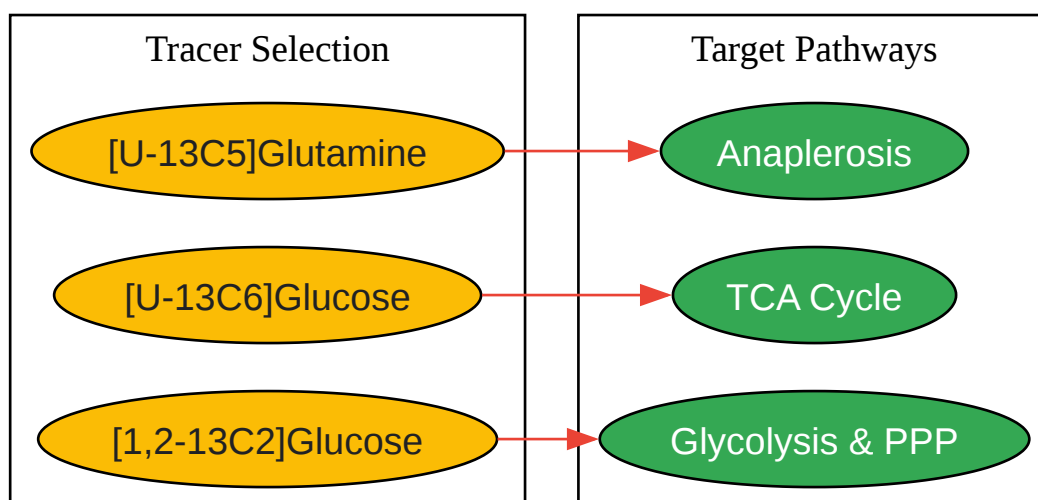 Tracer Selection
Target Pathways
[U-13C5]Glutamine
Anaplerosis
[U-13C6]Glucose
TCA Cycle
[1,2-13C2]Glucose
Glycolysis & PPP